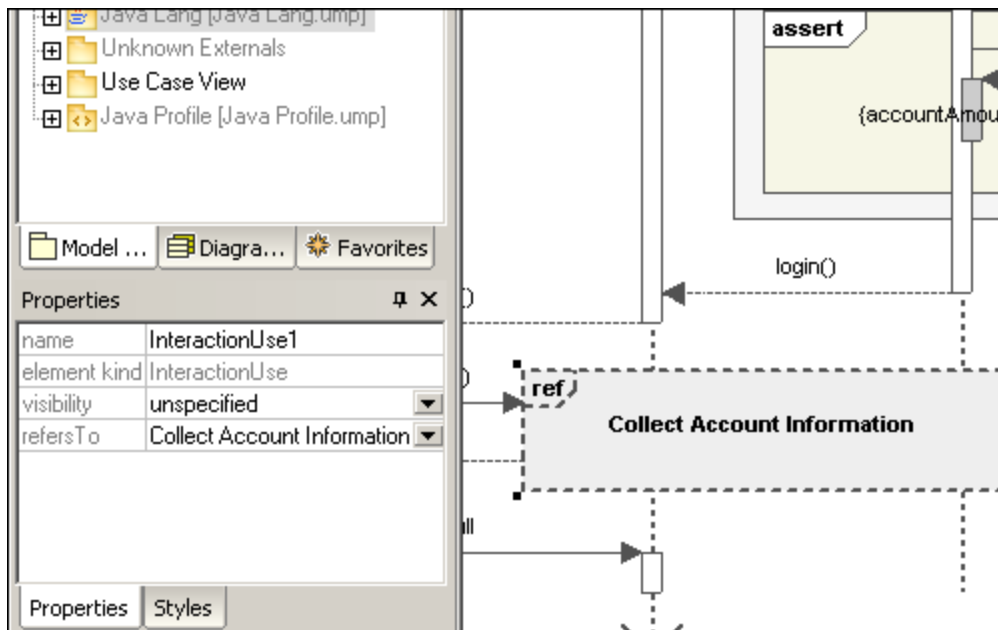 Java Lang [Java Lang.ump]
Unknown Externals
Use Case View
Java Profile [Java Profile.ump]
Model ...
Diagra...
Favorites
Properties
name InteractionUse1
element kind InteractionUse
visibility unspecified
refersTo Collect Account Information
Properties
Styles
assert
{accountAmou
login()
()
()
ref
Collect Account Information
ull